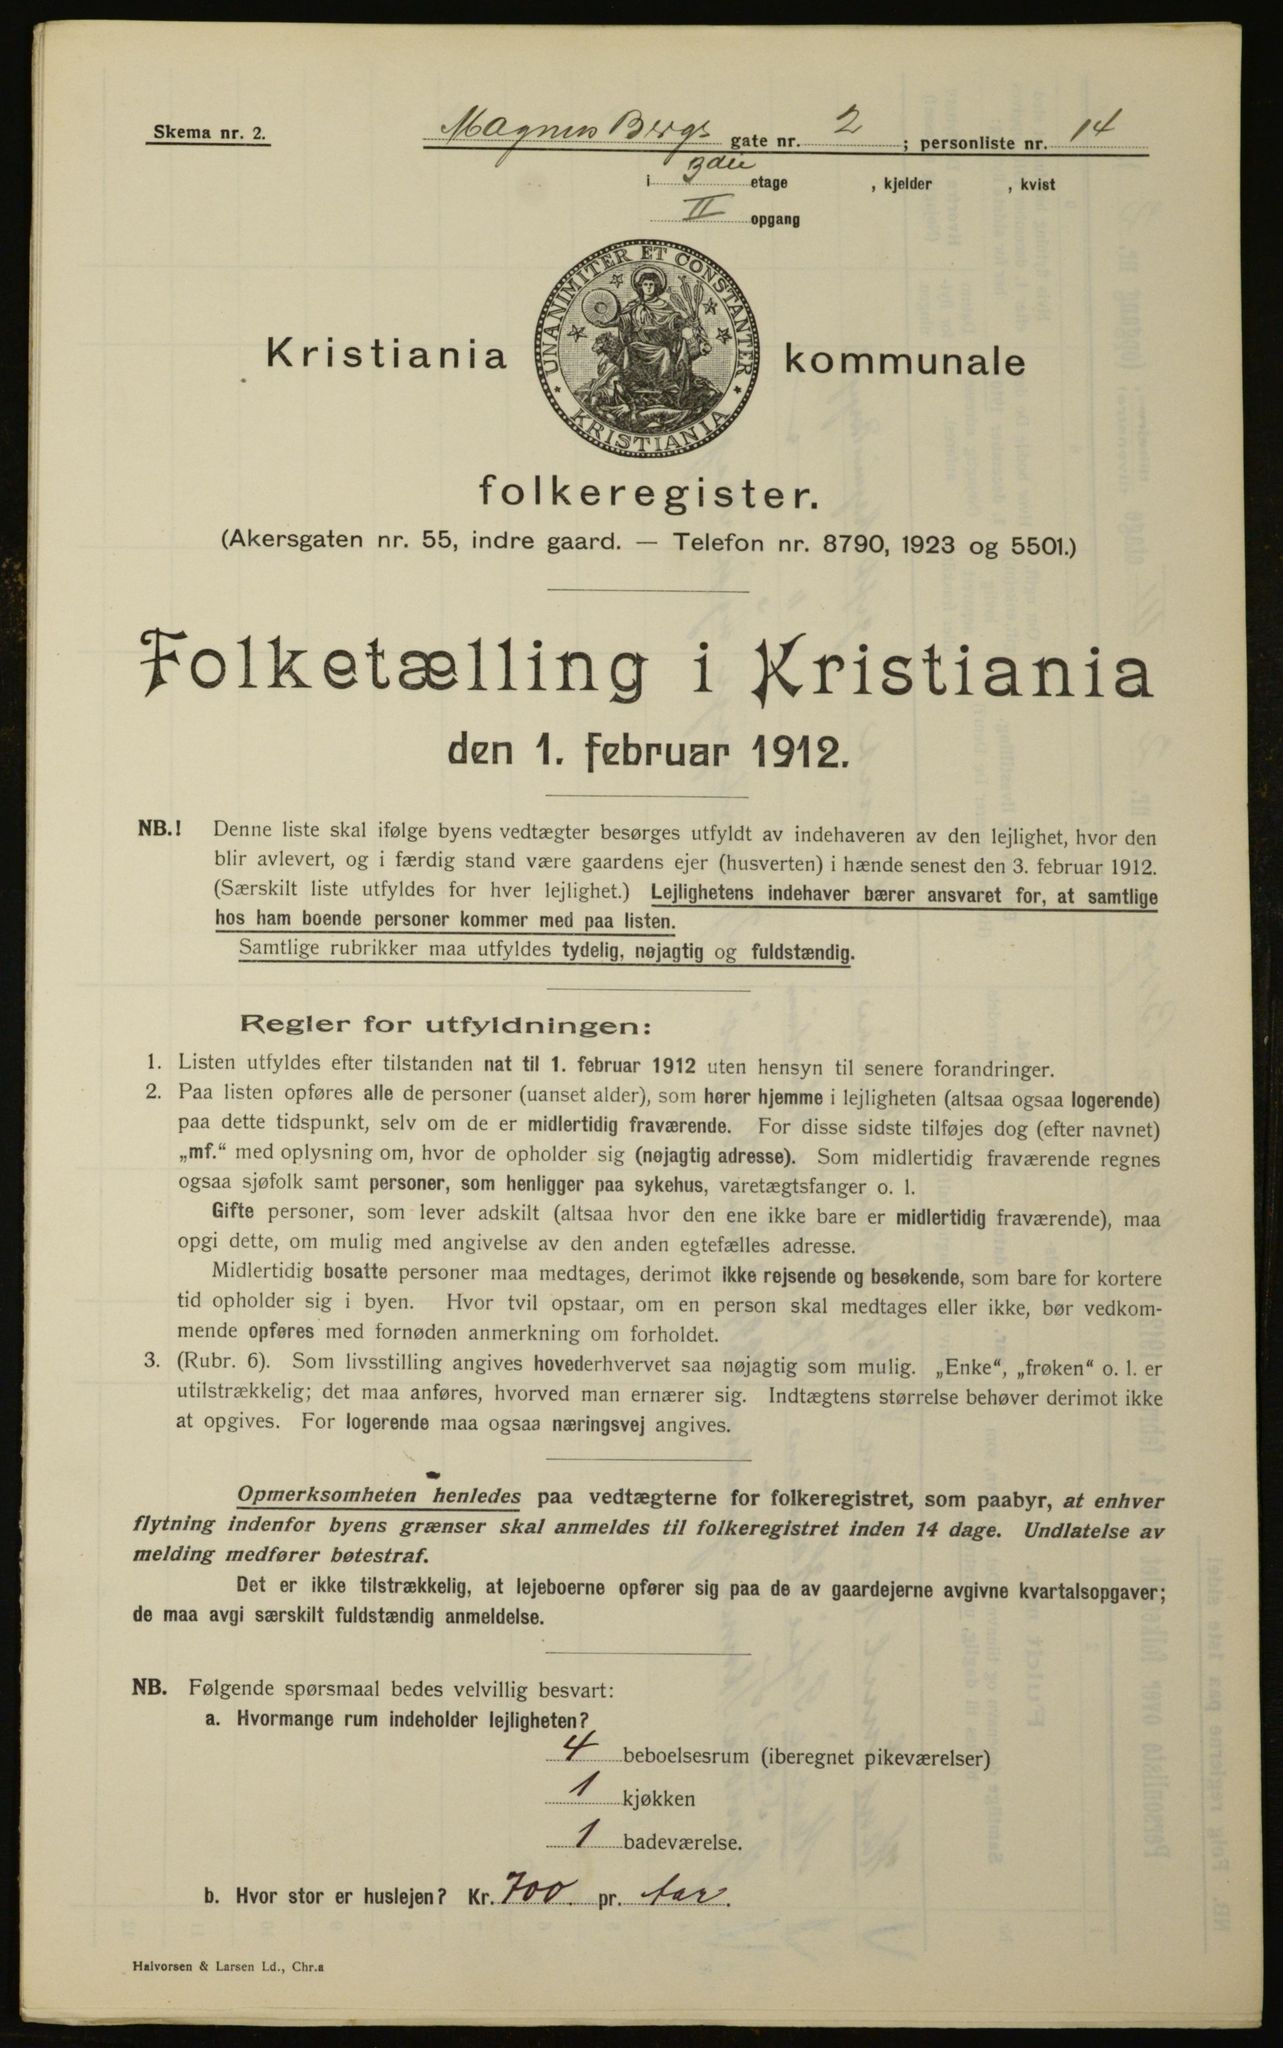 Skema nr. 2.
Magnus Bergs gate nr. 2 ; personliste nr. 14
i 3die etage , kjelder , kvist
II opgang
UNANIMITER ET CONSTANTER
KRISTIANIA
Kristiania kommunale
folkeregister.
(Akersgaten nr. 55, indre gaard. — Telefon nr. 8790, 1923 og 5501.)
Folketælling i Kristiania
den 1. februar 1912.
NB.! Denne liste skal ifølge byens vedtægter besørges utfyldt av indehaveren av den lejlighet, hvor den
blir avlevert, og i færdig stand være gaardens ejer (husverten) i hænde senest den 3. februar 1912.
(Særskilt liste utfyldes for hver lejlighet.) Lejlighetens indehaver bærer ansvaret for, at samtlige
hos ham boende personer kommer med paa listen.
Samtlige rubrikker maa utfyldes tydelig, nøjagtig og fuldstændig.
Regler for utfyldningen:
1. Listen utfyldes efter tilstanden nat til 1. februar 1912 uten hensyn til senere forandringer.
2. Paa listen opføres alle de personer (uanset alder), som hører hjemme i lejligheten (altsaa ogsaa logerende)
paa dette tidspunkt, selv om de er midlertidig fraværende. For disse sidste tilføjes dog (efter navnet)
„mf.“ med oplysning om, hvor de opholder sig (nøjagtig adresse). Som midlertidig fraværende regnes
ogsaa sjøfolk samt personer, som henligger paa sykehus, varetægtsfanger o. l.
Gifte personer, som lever adskilt (altsaa hvor den ene ikke bare er midlertidig fraværende), maa
opgi dette, om mulig med angivelse av den anden egtefælles adresse.
Midlertidig bosatte personer maa medtages, derimot ikke rejsende og besøkende, som bare for kortere
tid opholder sig i byen. Hvor tvil opstaar, om en person skal medtages eller ikke, bør vedkom-
mende opføres med fornøden anmerkning om forholdet.
3. (Rubr. 6). Som livsstilling angives hovederhvervet saa nøjagtig som mulig. „Enke“, „frøken“ o. l. er
utilstrækkelig; det maa anføres, hvorved man ernærer sig. Indtægtens størrelse behøver derimot ikke
at opgives. For logerende maa ogsaa næringsvej angives.
Opmerksomheten henledes paa vedtægterne for folkeregistret, som paabyr, at enhver
flytning indenfor byens grænser skal anmeldes til folkeregistret inden 14 dage. Undlatelse av
melding medfører bøtestraf.
Det er ikke tilstrækkelig, at lejeboerne opfører sig paa de av gaardejerne avgivne kvartalsopgaver;
de maa avgi særskilt fuldstændig anmeldelse.
NB. Følgende spørsmaal bedes velvillig besvart:
a. Hvormange rum indeholder lejligheten?
4 beboelsesrum (iberegnet pikeværelser)
1 kjøkken
1 badeværelse.
b. Hvor stor er huslejen? Kr. 700 pr. Aar.
Halvorsen & Larsen Ld., Chr.a